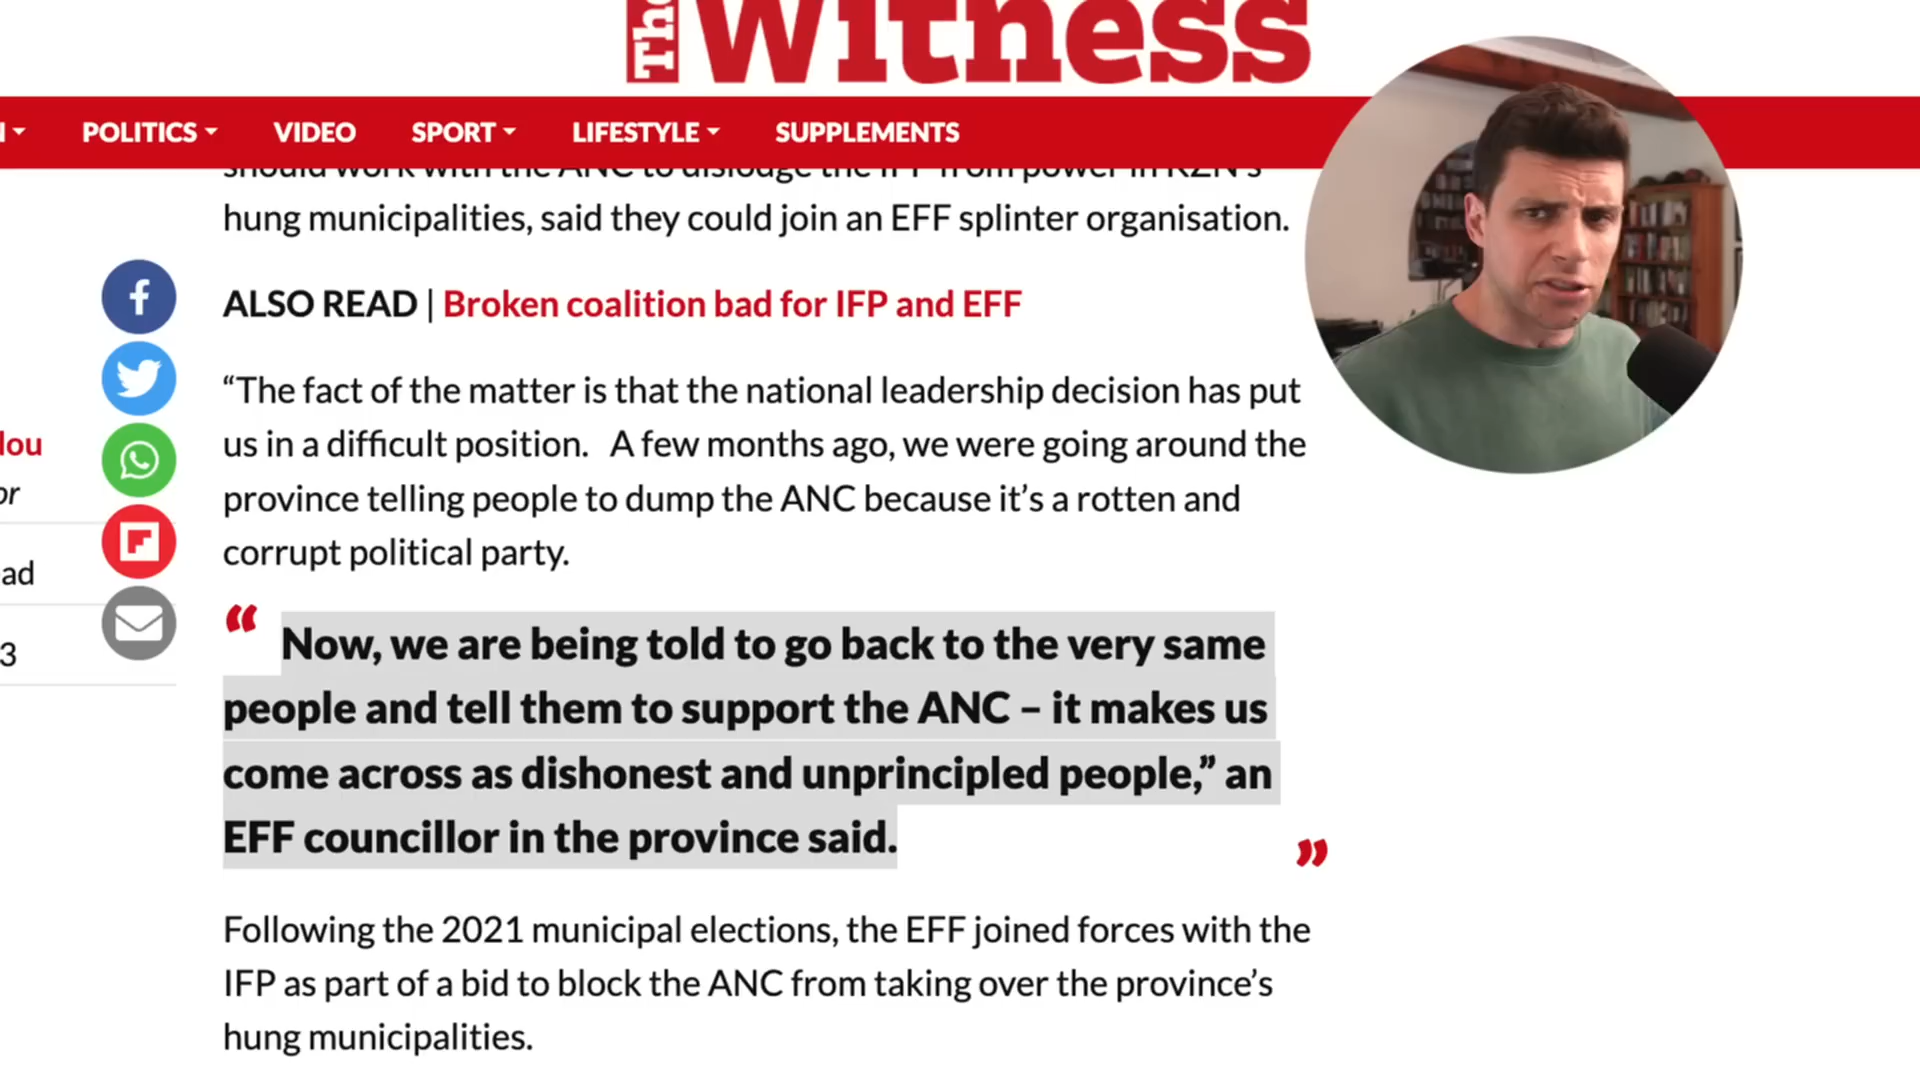 The Witness
POLITICS
VIDEO
SPORT
LIFESTYLE
SUPPLEMENTS
should work with the ANC to dislodge the IFP from power in KZN's
hung municipalities, said they could join an EFF splinter organisation.
ALSO READ | Broken coalition bad for IFP and EFF
“The fact of the matter is that the national leadership decision has put
us in a difficult position. A few months ago, we were going around the
province telling people to dump the ANC because it’s a rotten and
corrupt political party.
“ Now, we are being told to go back to the very same
people and tell them to support the ANC – it makes us
come across as dishonest and unprincipled people,” an
EFF councillor in the province said.
”
Following the 2021 municipal elections, the EFF joined forces with the
IFP as part of a bid to block the ANC from taking over the province’s
hung municipalities.
lou
or
ad
3